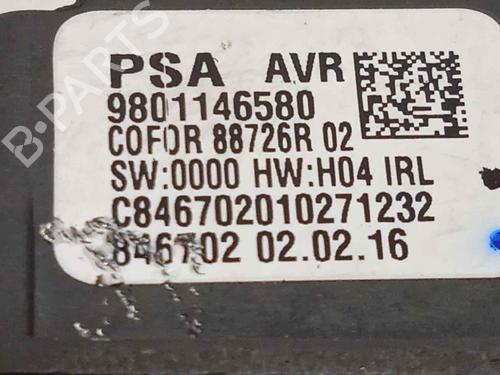 PSA AVR
9801146580
COFOR 88726R 02
SW:0000 HW:H04 IRL
C846702010271232
846702 02.02.16
B-PARTS